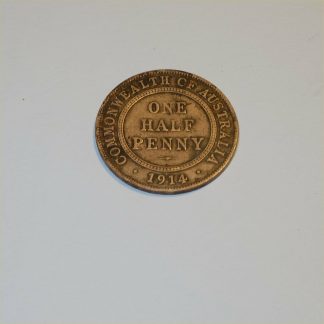 COMMONWEALTH OF AUSTRALIA
ONE
HALF
PENNY
1914